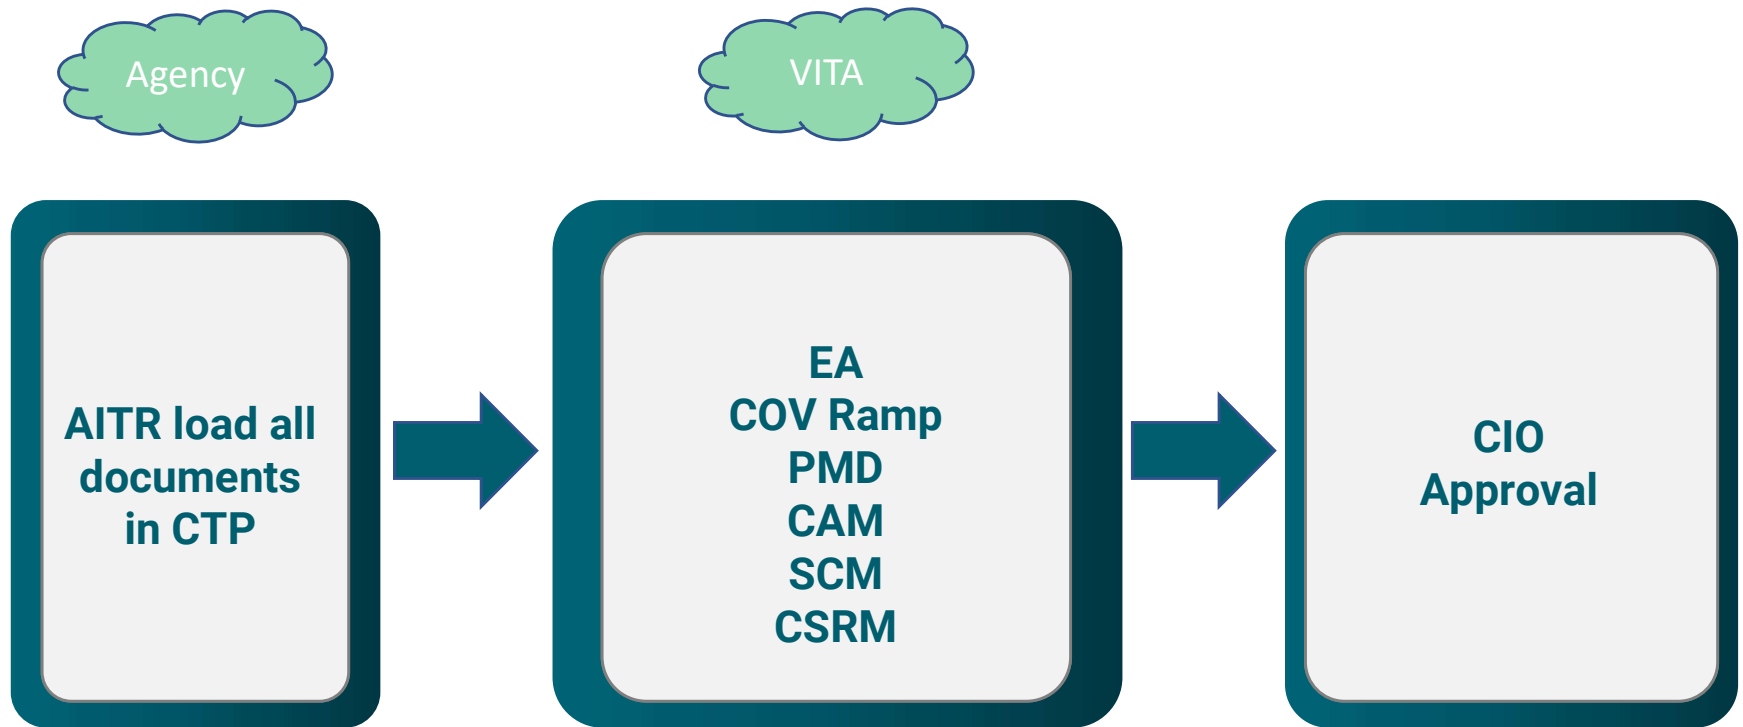 Agency
VITA
AITR load all
documents
in CTP
EA
COV Ramp
PMD
CAM
SCM
CSRM
CIO
Approval